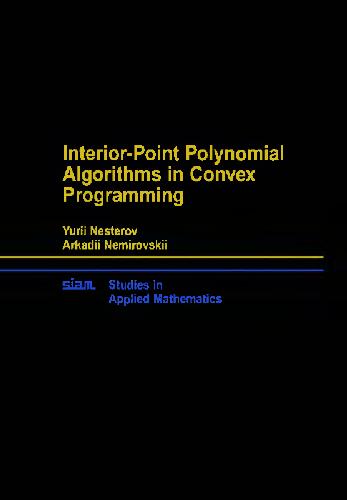 Interior-Point Polynomial
Algorithms in Convex
Programming
Yurii Nesterov
Arkadii Nemirovskii
siam. Studies in
Applied Mathematics